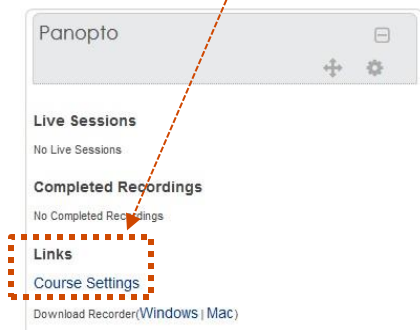 Panopto
Live Sessions
No Live Sessions
Completed Recordings
No Completed Recordings
Links
Course Settings
Download Recorder(Windows | Mac)